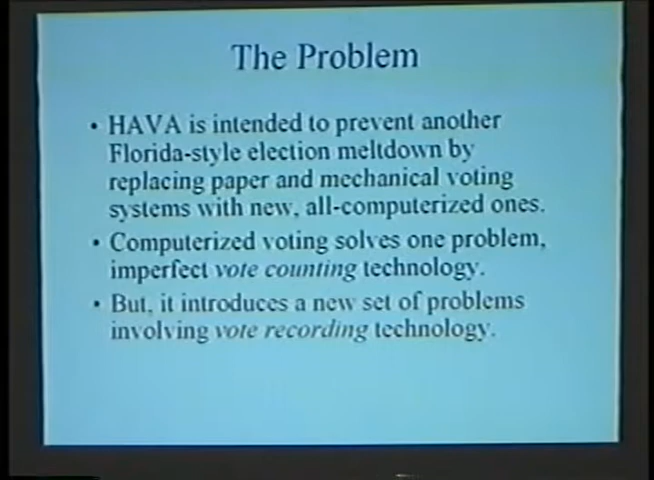 The Problem
• HAVA is intended to prevent another
Florida-style election meltdown by
replacing paper and mechanical voting
systems with new, all-computerized ones.
• Computerized voting solves one problem,
imperfect vote counting technology.
• But, it introduces a new set of problems
involving vote recording technology.